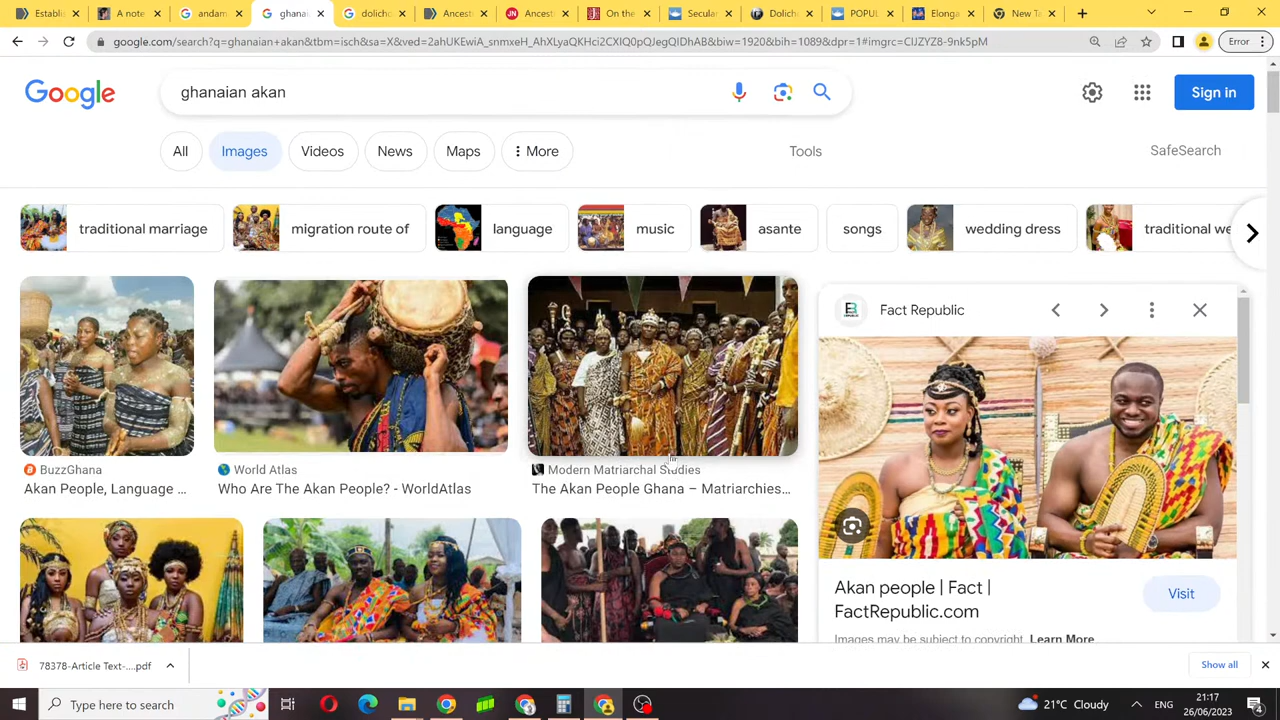 Establis
A note
andam
ghana
dolicho
Ancest
Ancest
On the
Secular
Dolich
POPUL
Elonga
New Ta
google.com/search?q=ghanaian+akan&tbm=isch&sa=X&ved=2ahUKEwiA_snmxeH_AhXLyaQKHci2CXIQ0pQJegQIDhAB&biw=1920&bih=1089&dpr=1#imgrc=ClJZYZ8-9nk5pM
Error
Google
ghanaian akan
Sign in
All
Images
Videos
News
Maps
More
Tools
SafeSearch
traditional marriage
migration route of
language
music
asante
songs
wedding dress
traditional we
Fact Republic
BuzzGhana
World Atlas
Modern Matriarchal Studies
Akan People, Language ...
Who Are The Akan People? - WorldAtlas
The Akan People Ghana – Matriarchies...
Akan people | Fact |
FactRepublic.com
Visit
Images may be subject to copyright. Learn More
78378-Article Text-....pdf
Show all
Type here to search
21°C Cloudy
ENG
21:17
26/06/2023
4